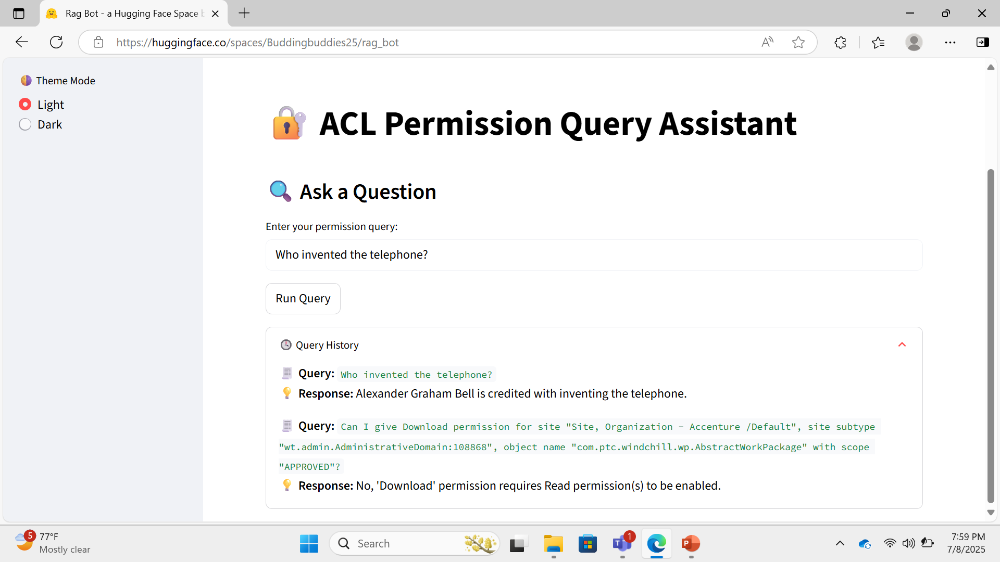 Rag Bot - a Hugging Face Space b
https://huggingface.co/spaces/Buddingbuddies25/rag_bot
Theme Mode
Light
Dark
ACL Permission Query Assistant
Ask a Question
Enter your permission query:
Who invented the telephone?
Run Query
Query History
Query: Who invented the telephone?
Response: Alexander Graham Bell is credited with inventing the telephone.
Query: Can I give Download permission for site "Site, Organization - Accenture /Default", site subtype
"wt.admin.AdministrativeDomain:108868", object name "com.ptc.windchill.wp.AbstractWorkPackage" with scope
"APPROVED"?
Response: No, 'Download' permission requires Read permission(s) to be enabled.
5
77°F
Mostly clear
Search
1
7:59 PM
7/8/2025